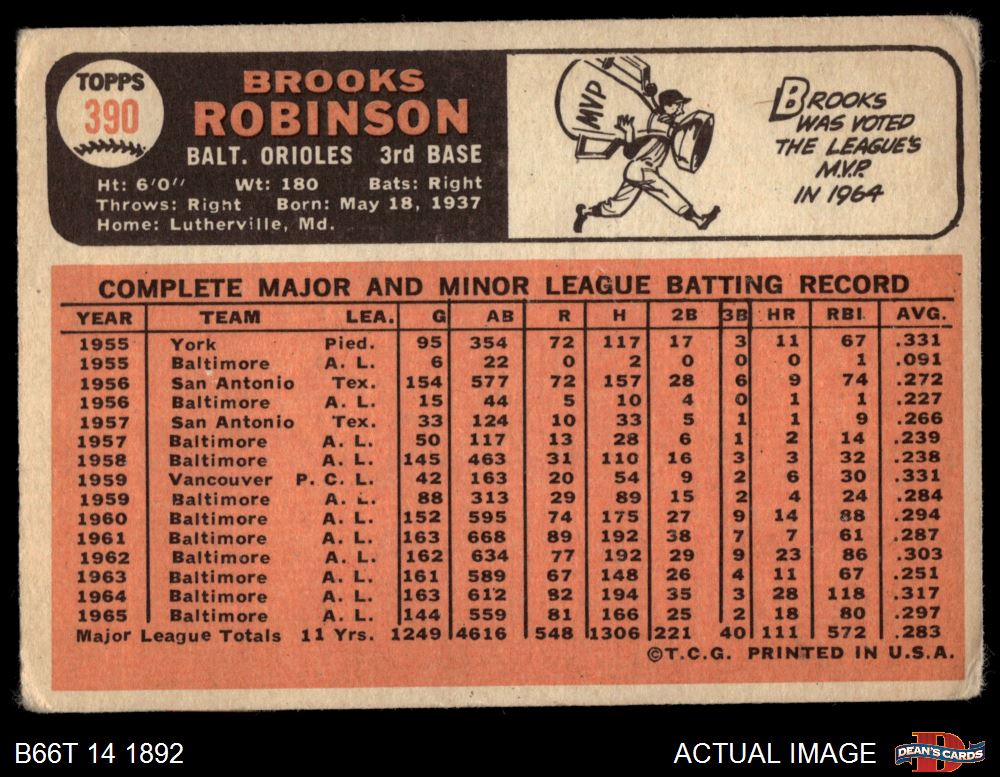 TOPPS
390
BROOKS
ROBINSON
BALT. ORIOLES 3rd BASE
Ht: 6'0" Wt: 180 Bats: Right
Throws: Right Born: May 18, 1937
Home: Lutherville, Md.
MVP
BROOKS
WAS VOTED
THE LEAGUE'S
M.V.P.
IN 1964
COMPLETE MAJOR AND MINOR LEAGUE BATTING RECORD
YEAR TEAM LEA. G AB R H 2B 3B HR RBI AVG.
1955 York Pied. 95 354 72 117 17 3 11 67 .331
1955 Baltimore A. L. 6 22 0 2 0 0 0 1 .091
1956 San Antonio Tex. 154 577 72 157 28 6 9 74 .272
1956 Baltimore A. L. 15 44 5 10 4 0 1 1 .227
1957 San Antonio Tex. 33 124 10 33 5 1 1 9 .266
1957 Baltimore A. L. 50 117 13 28 6 1 2 14 .239
1958 Baltimore A. L. 145 463 31 110 16 3 3 32 .238
1959 Vancouver P. C. L. 42 163 20 54 9 2 6 30 .331
1959 Baltimore A. L. 88 313 29 89 15 2 4 24 .284
1960 Baltimore A. L. 152 595 74 175 27 9 14 88 .294
1961 Baltimore A. L. 163 668 89 192 38 7 7 61 .287
1962 Baltimore A. L. 162 634 77 192 29 9 23 86 .303
1963 Baltimore A. L. 161 589 67 148 26 4 11 67 .251
1964 Baltimore A. L. 163 612 82 194 35 3 28 118 .317
1965 Baltimore A. L. 144 559 81 166 25 2 18 80 .297
Major League Totals 11 Yrs. 1249 4616 548 1306 221 40 111 572 .283
©T.C.G. PRINTED IN U.S.A.
B66T 14 1892
ACTUAL IMAGE
DEAN'S CARDS